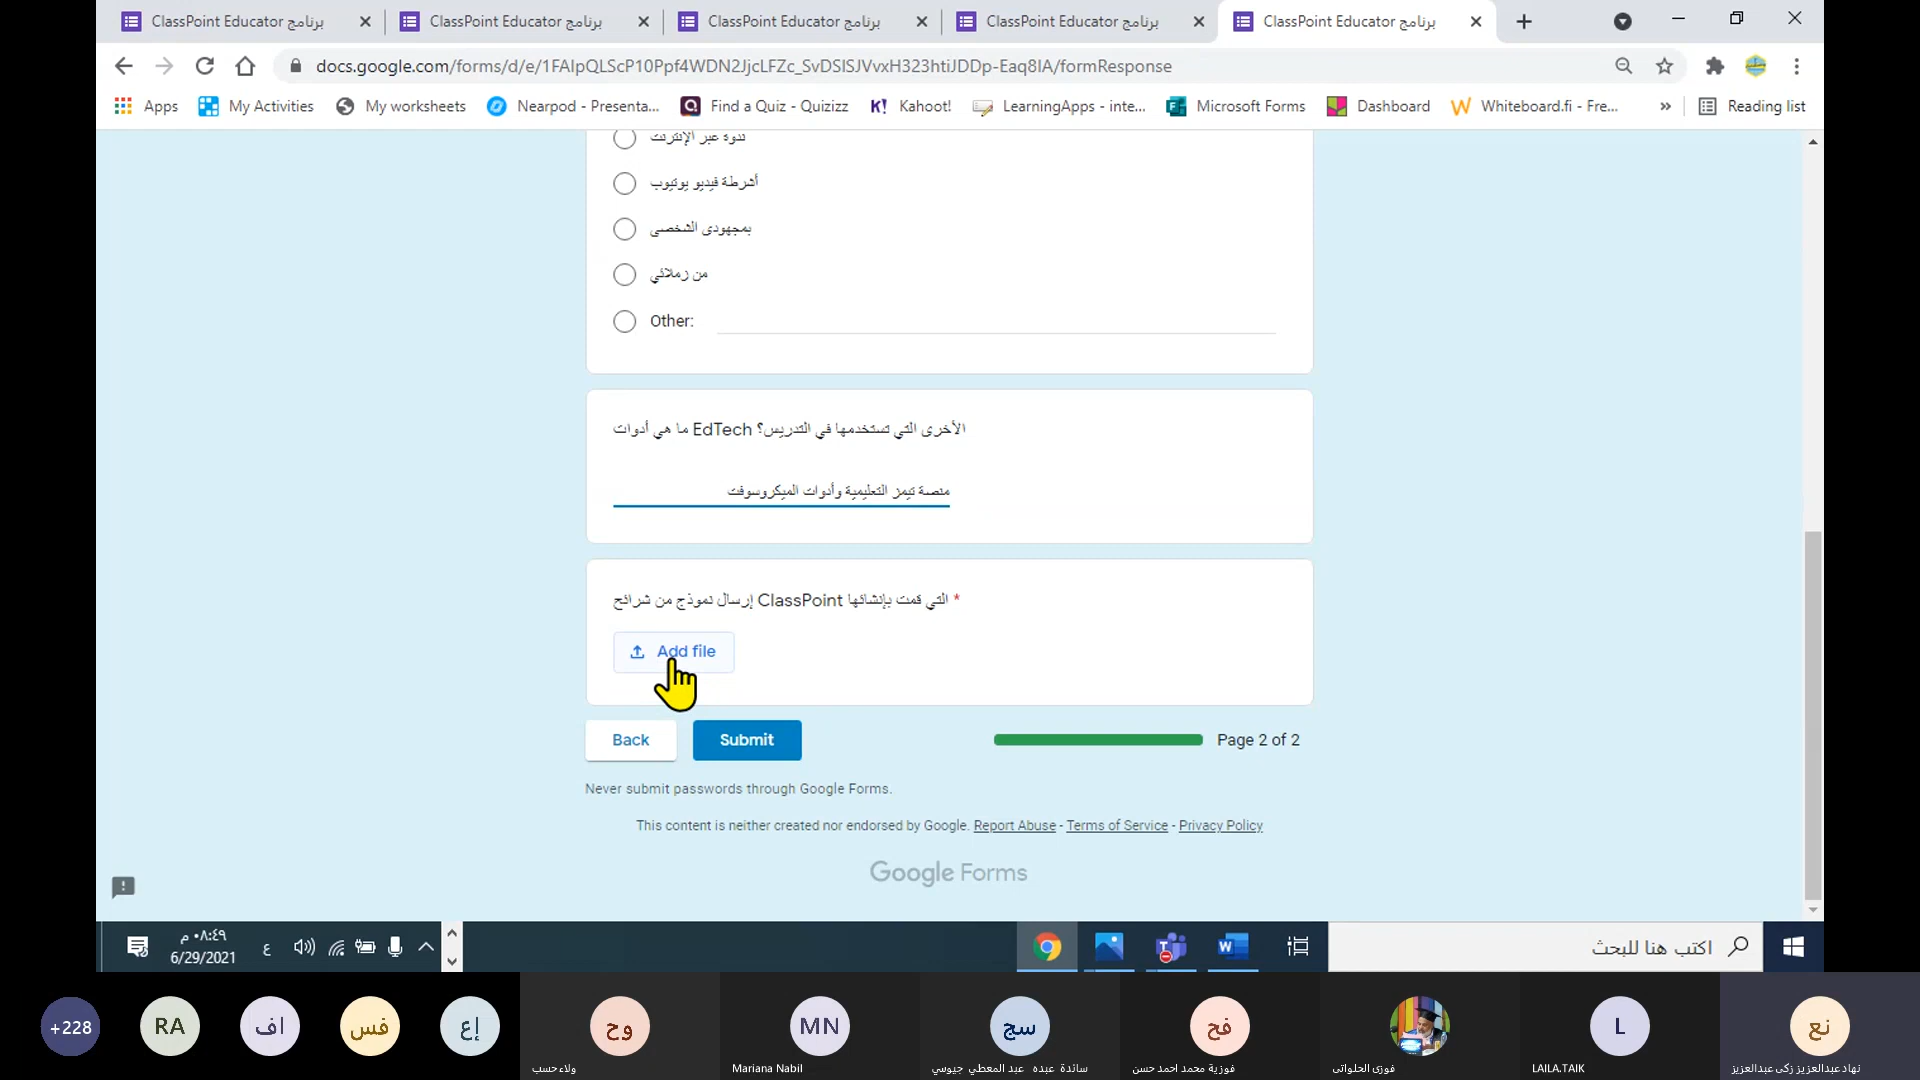 ClassPoint Educator برنامج
ClassPoint Educator برنامج
ClassPoint Educator برنامج
ClassPoint Educator برنامج
ClassPoint Educator برنامج
docs.google.com/forms/d/e/1FAIpQLScP10Ppf4WDN2JjcLFZc_SvDSISJVvxH323htiJDDp-Eaq8IA/formResponse
Apps
My Activities
My worksheets
Nearpod - Presenta...
Find a Quiz - Quizizz
Kahoot!
LearningApps - inte...
Microsoft Forms
Dashboard
Whiteboard.fi - Fre...
Reading list
ندوة عبر الإنترنت
أشرطة فيديو يوتيوب
بمجهودى الشخصى
من زملائي
Other:
الأخرى التي تستخدمها في التدريس؟ EdTech ما هي أدوات
منصة تيمز التعليمية وأدوات الميكروسوفت
التي قمت بإنشائها ClassPoint إرسال نموذج من شرائح *
Add file
Back
Submit
Page 2 of 2
Never submit passwords through Google Forms.
This content is neither created nor endorsed by Google. Report Abuse - Terms of Service - Privacy Policy
Google Forms
٠٨:٤٩ م
6/29/2021
ع
اكتب هنا للبحث
+228
RA
اف
فس
إع
وح
ولاء حسب
MN
Mariana Nabil
سج
سائدة عبده عبد المعطي جيوسي
فح
فوزية محمد احمد حسن
فوزى الحلوانى
L
LAILA.TAIK
نع
نهاد عبدالعزيز زكى عبدالعزيز